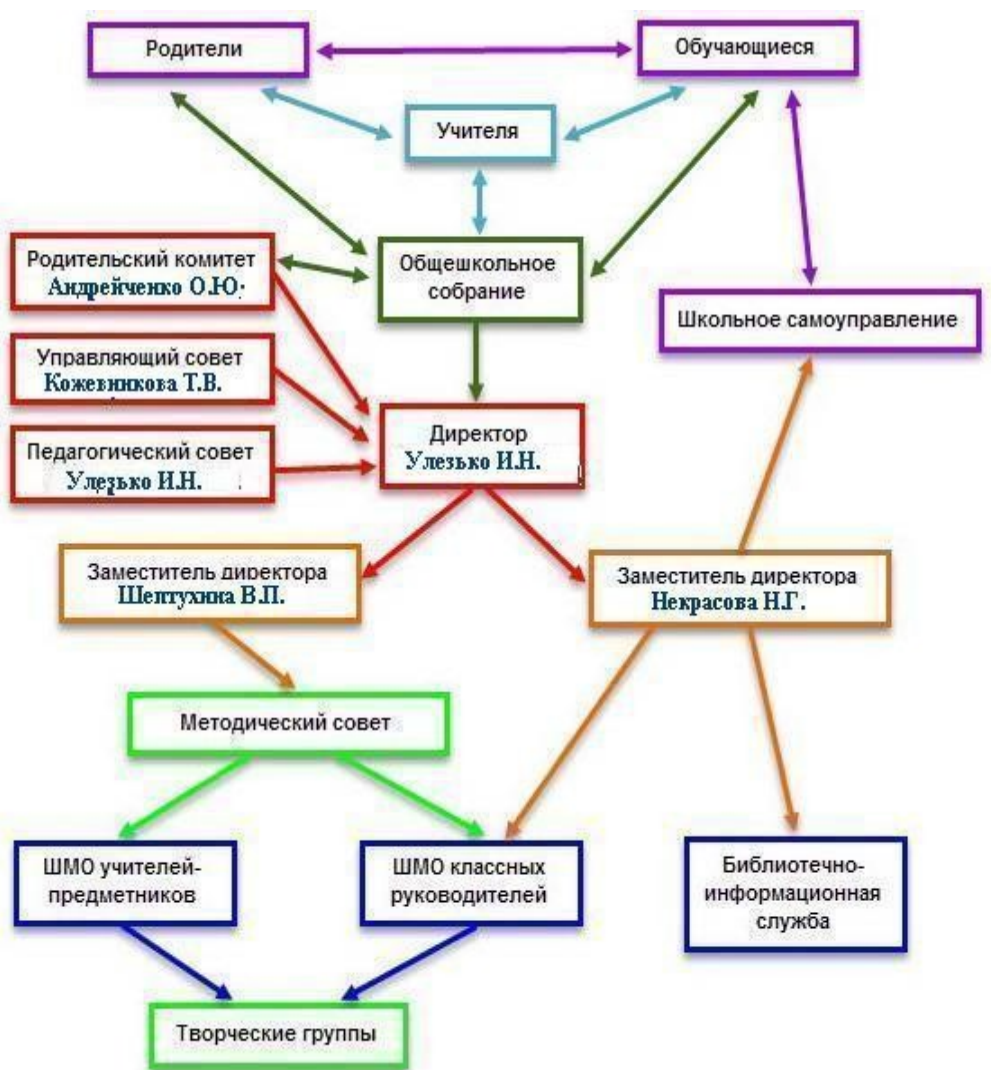 Родители
Обучающиеся
Учителя
Родительский комитет
Андрейченко О.Ю.
Общешкольное
собрание
Школьное самоуправление
Управляющий совет
Кожевникова Т.В.
Директор
Улезько И.Н.
Педагогический совет
Улезько И.Н.
Заместитель директора
Шептухина В.П.
Заместитель директора
Некрасова Н.Г.
Методический совет
ШМО учителей-
предметников
ШМО классных
руководителей
Библиотечно-
информационная
служба
Творческие группы